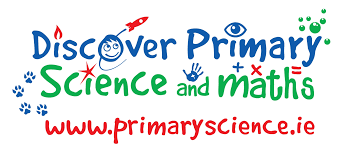 Discover Primary
Science and maths
www.primaryscience.ie